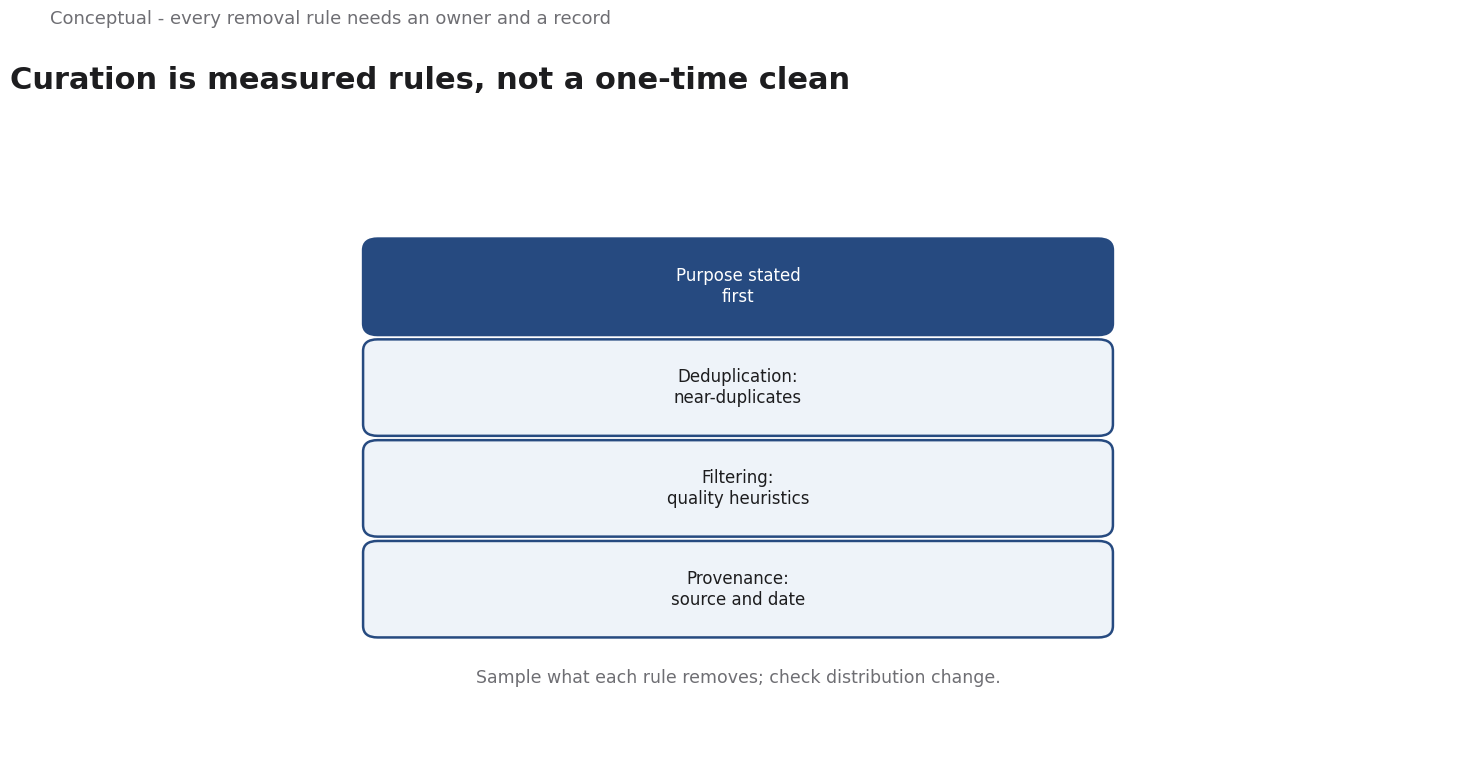 Conceptual - every removal rule needs an owner and a record
Curation is measured rules, not a one-time clean
Purpose stated
first
Deduplication:
near-duplicates
Filtering:
quality heuristics
Provenance:
source and date
Sample what each rule removes; check distribution change.